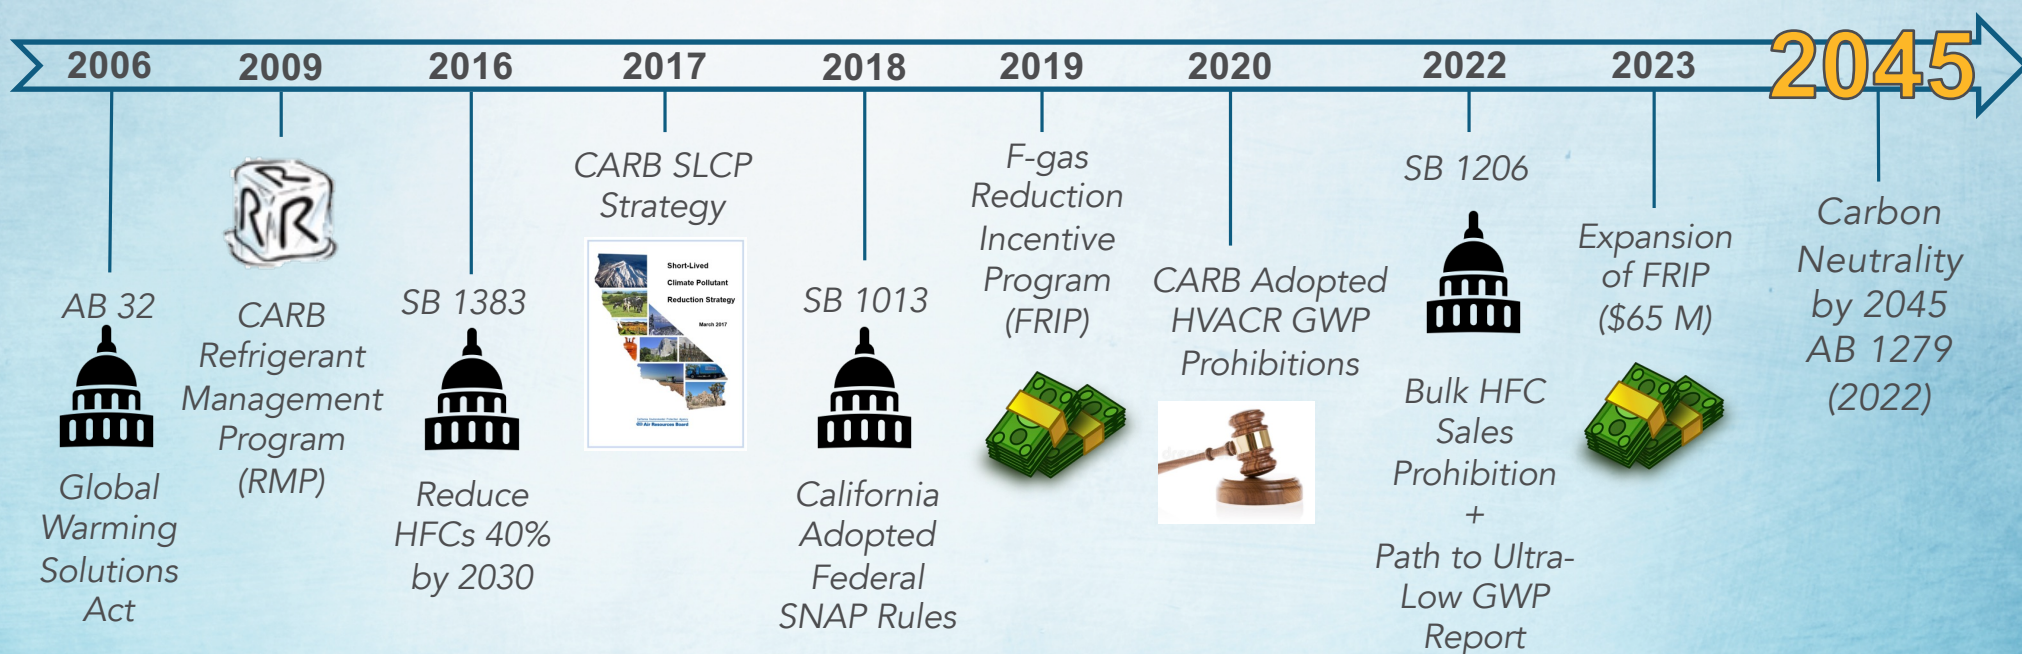 2006
2009
2016
2017
2018
2019
2020
2022
2023
2045
AB 32
Global
Warming
Solutions
Act
R
R
R
CARB
Refrigerant
Management
Program
(RMP)
SB 1383
Reduce
HFCs 40%
by 2030
CARB SLCP
Strategy
Short-Lived
Climate Pollutant
Reduction Strategy
March 2017
Air Resources Board
SB 1013
California
Adopted
Federal
SNAP Rules
F-gas
Reduction
Incentive
Program
(FRIP)
CARB Adopted
HVACR GWP
Prohibitions
SB 1206
Bulk HFC
Sales
Prohibition
+
Path to Ultra-
Low GWP
Report
Expansion
of FRIP
($65 M)
Carbon
Neutrality
by 2045
AB 1279
(2022)